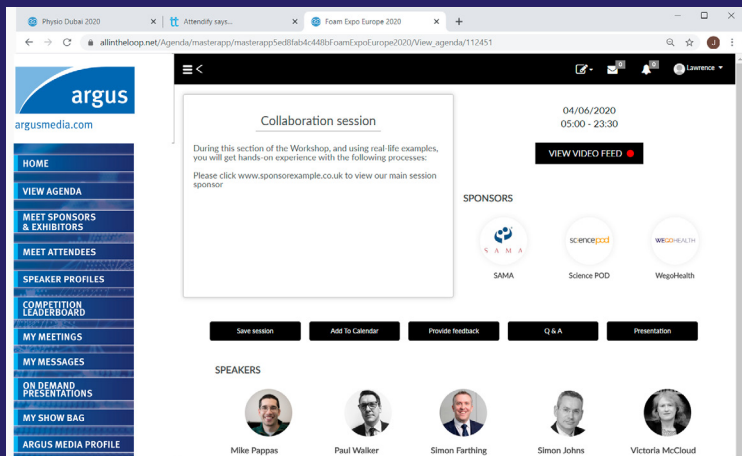 Physio Dubai 2020
tt Attendify says...
Foam Expo Europe 2020
allintheloop.net/Agenda/masterapp/masterapp5ed8fab4c448bFoamExpoEurope2020/View_agenda/112451
J
argus
argusmedia.com
0
0
Lawrence
Collaboration session
During this section of the Workshop, and using real-life examples,
you will get hands-on experience with the following processes:
Please click www.sponsorexample.co.uk to view our main session
sponsor
04/06/2020
05:00 - 23:30
VIEW VIDEO FEED
HOME
VIEW AGENDA
MEET SPONSORS
& EXHIBITORS
MEET ATTENDEES
SPEAKER PROFILES
COMPETITION
LEADERBOARD
MY MEETINGS
MY MESSAGES
ON DEMAND
PRESENTATIONS
MY SHOW BAG
ARGUS MEDIA PROFILE
SPONSORS
S A M A
sciencepod
WEGOHEALTH
SAMA
Science POD
WegoHealth
Save session
Add To Calendar
Provide feedback
Q & A
Presentation
SPEAKERS
Mike Pappas
Paul Walker
Simon Farthing
Simon Johns
Victoria McCloud